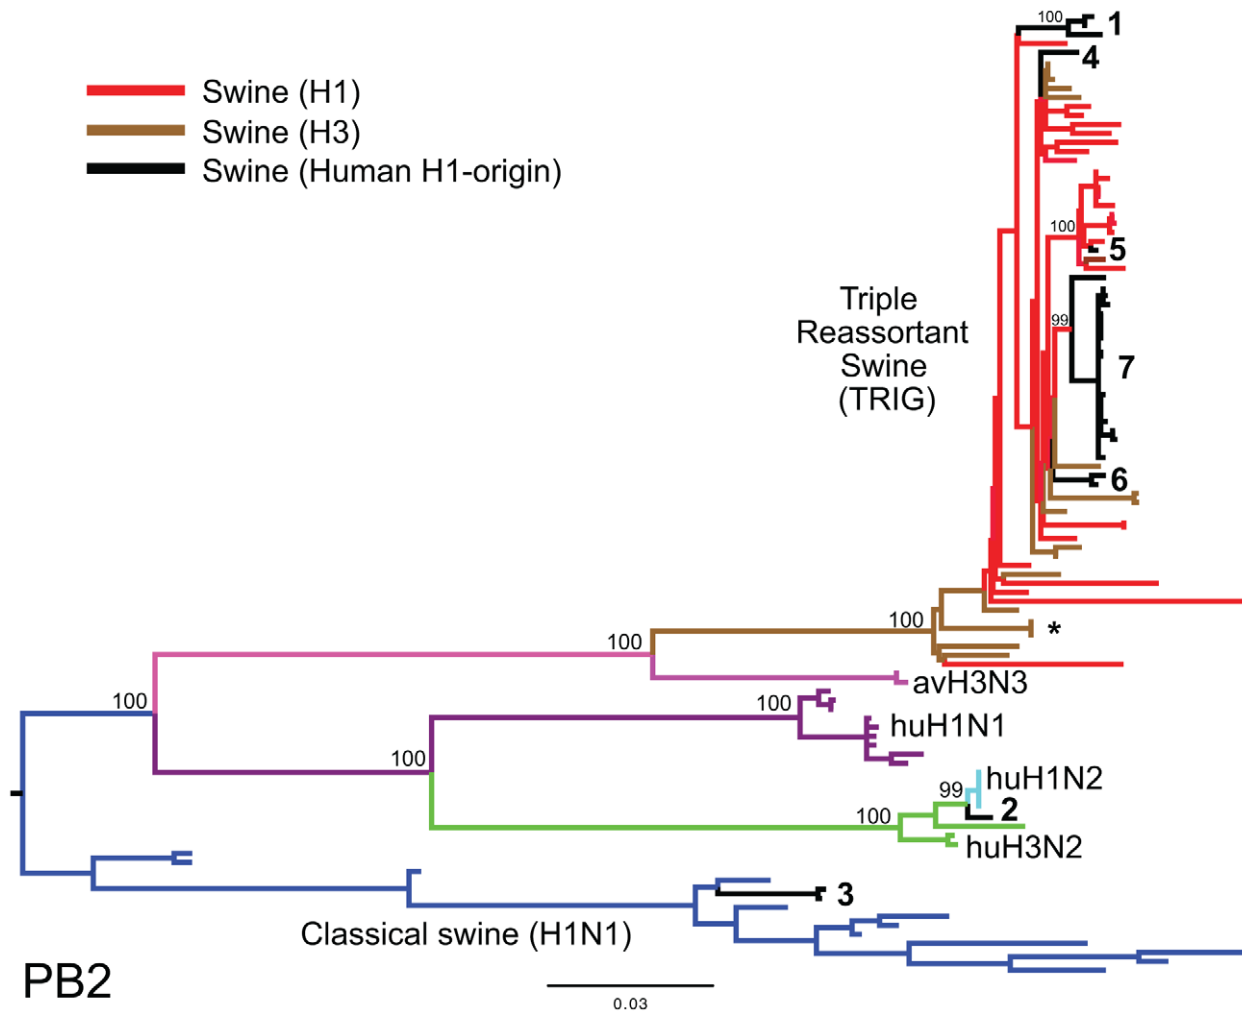 100
1
4
Swine (H1)
Swine (H3)
Swine (Human H1-origin)
100
5
Triple
Reassortant
Swine
(TRIG)
99
7
6
100
*
100
avH3N3
100
100
huH1N1
100
huH1N2
99
2
100
huH3N2
3
Classical swine (H1N1)
PB2
0.03